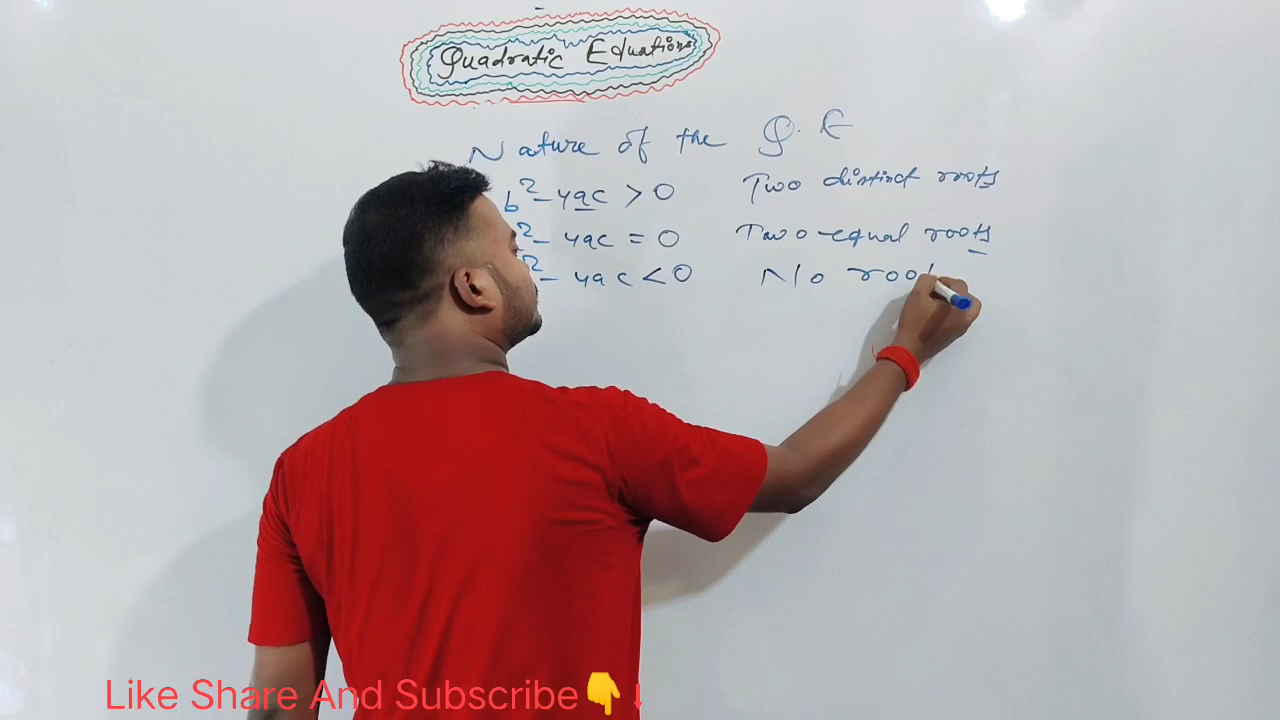 Quadratic Equations
Nature of the Q. E
b²-4ac > 0 Two distinct roots
²- 4ac = 0 Two equal roots
²- 4ac < 0 No root
Like Share And Subscribe👇↓